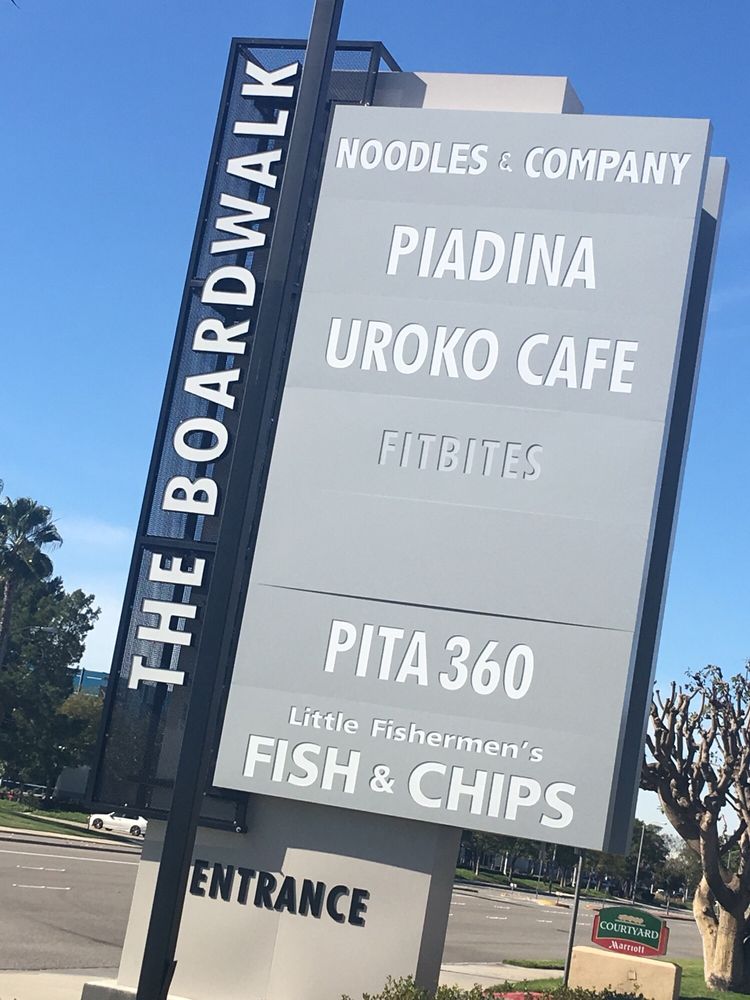 THE BOARDWALK
NOODLES & COMPANY
PIADINA
UROKO CAFE
FITBITES
PITA 360
Little Fishermen's
FISH & CHIPS
ENTRANCE
COURTYARD
Marriott